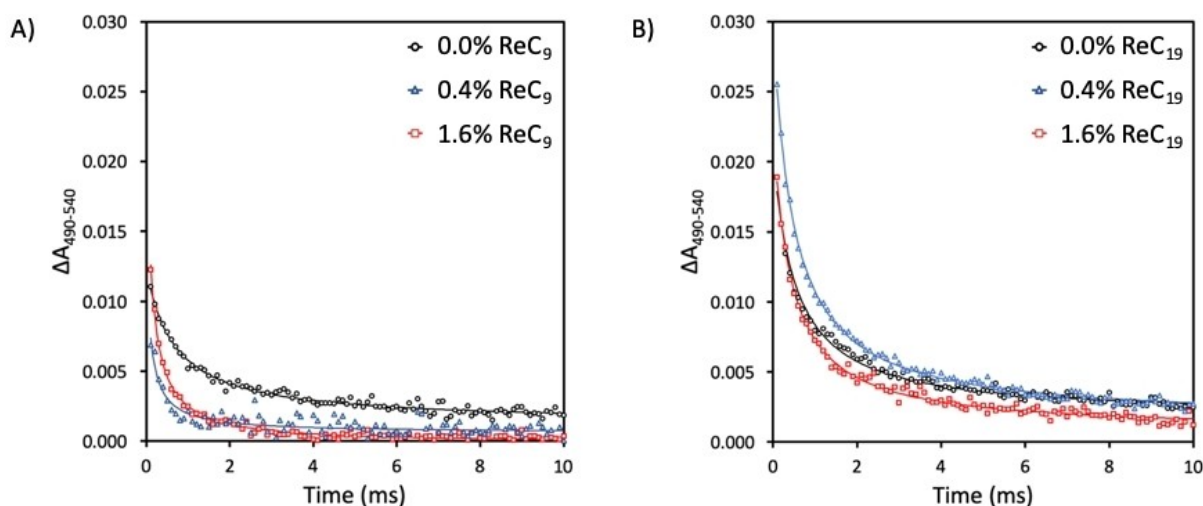 A)
0.030
0.025
0.020
0.015
0.010
0.005
0.000
ΔA490-540
0.0% ReC9
0.4% ReC9
1.6% ReC9
0 2 4 6 8 10
Time (ms)
B)
0.030
0.025
0.020
0.015
0.010
0.005
0.000
ΔA490-540
0.0% ReC19
0.4% ReC19
1.6% ReC19
0 2 4 6 8 10
Time (ms)